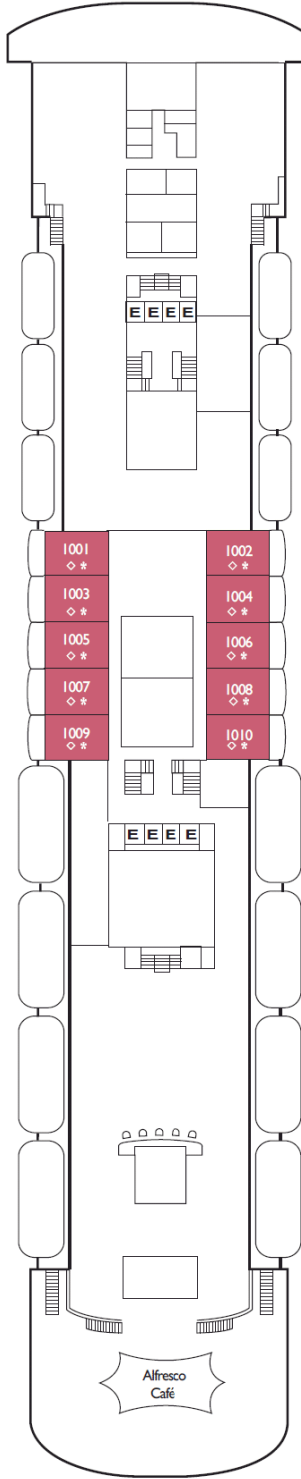 E E E E
1001 1002
◇ * ◇ *
1003 1004
◇ * ◇ *
1005 1006
◇ * ◇ *
1007 1008
◇ * ◇ *
1009 1010
◇ * ◇ *
E E E E
Alfresco
Café